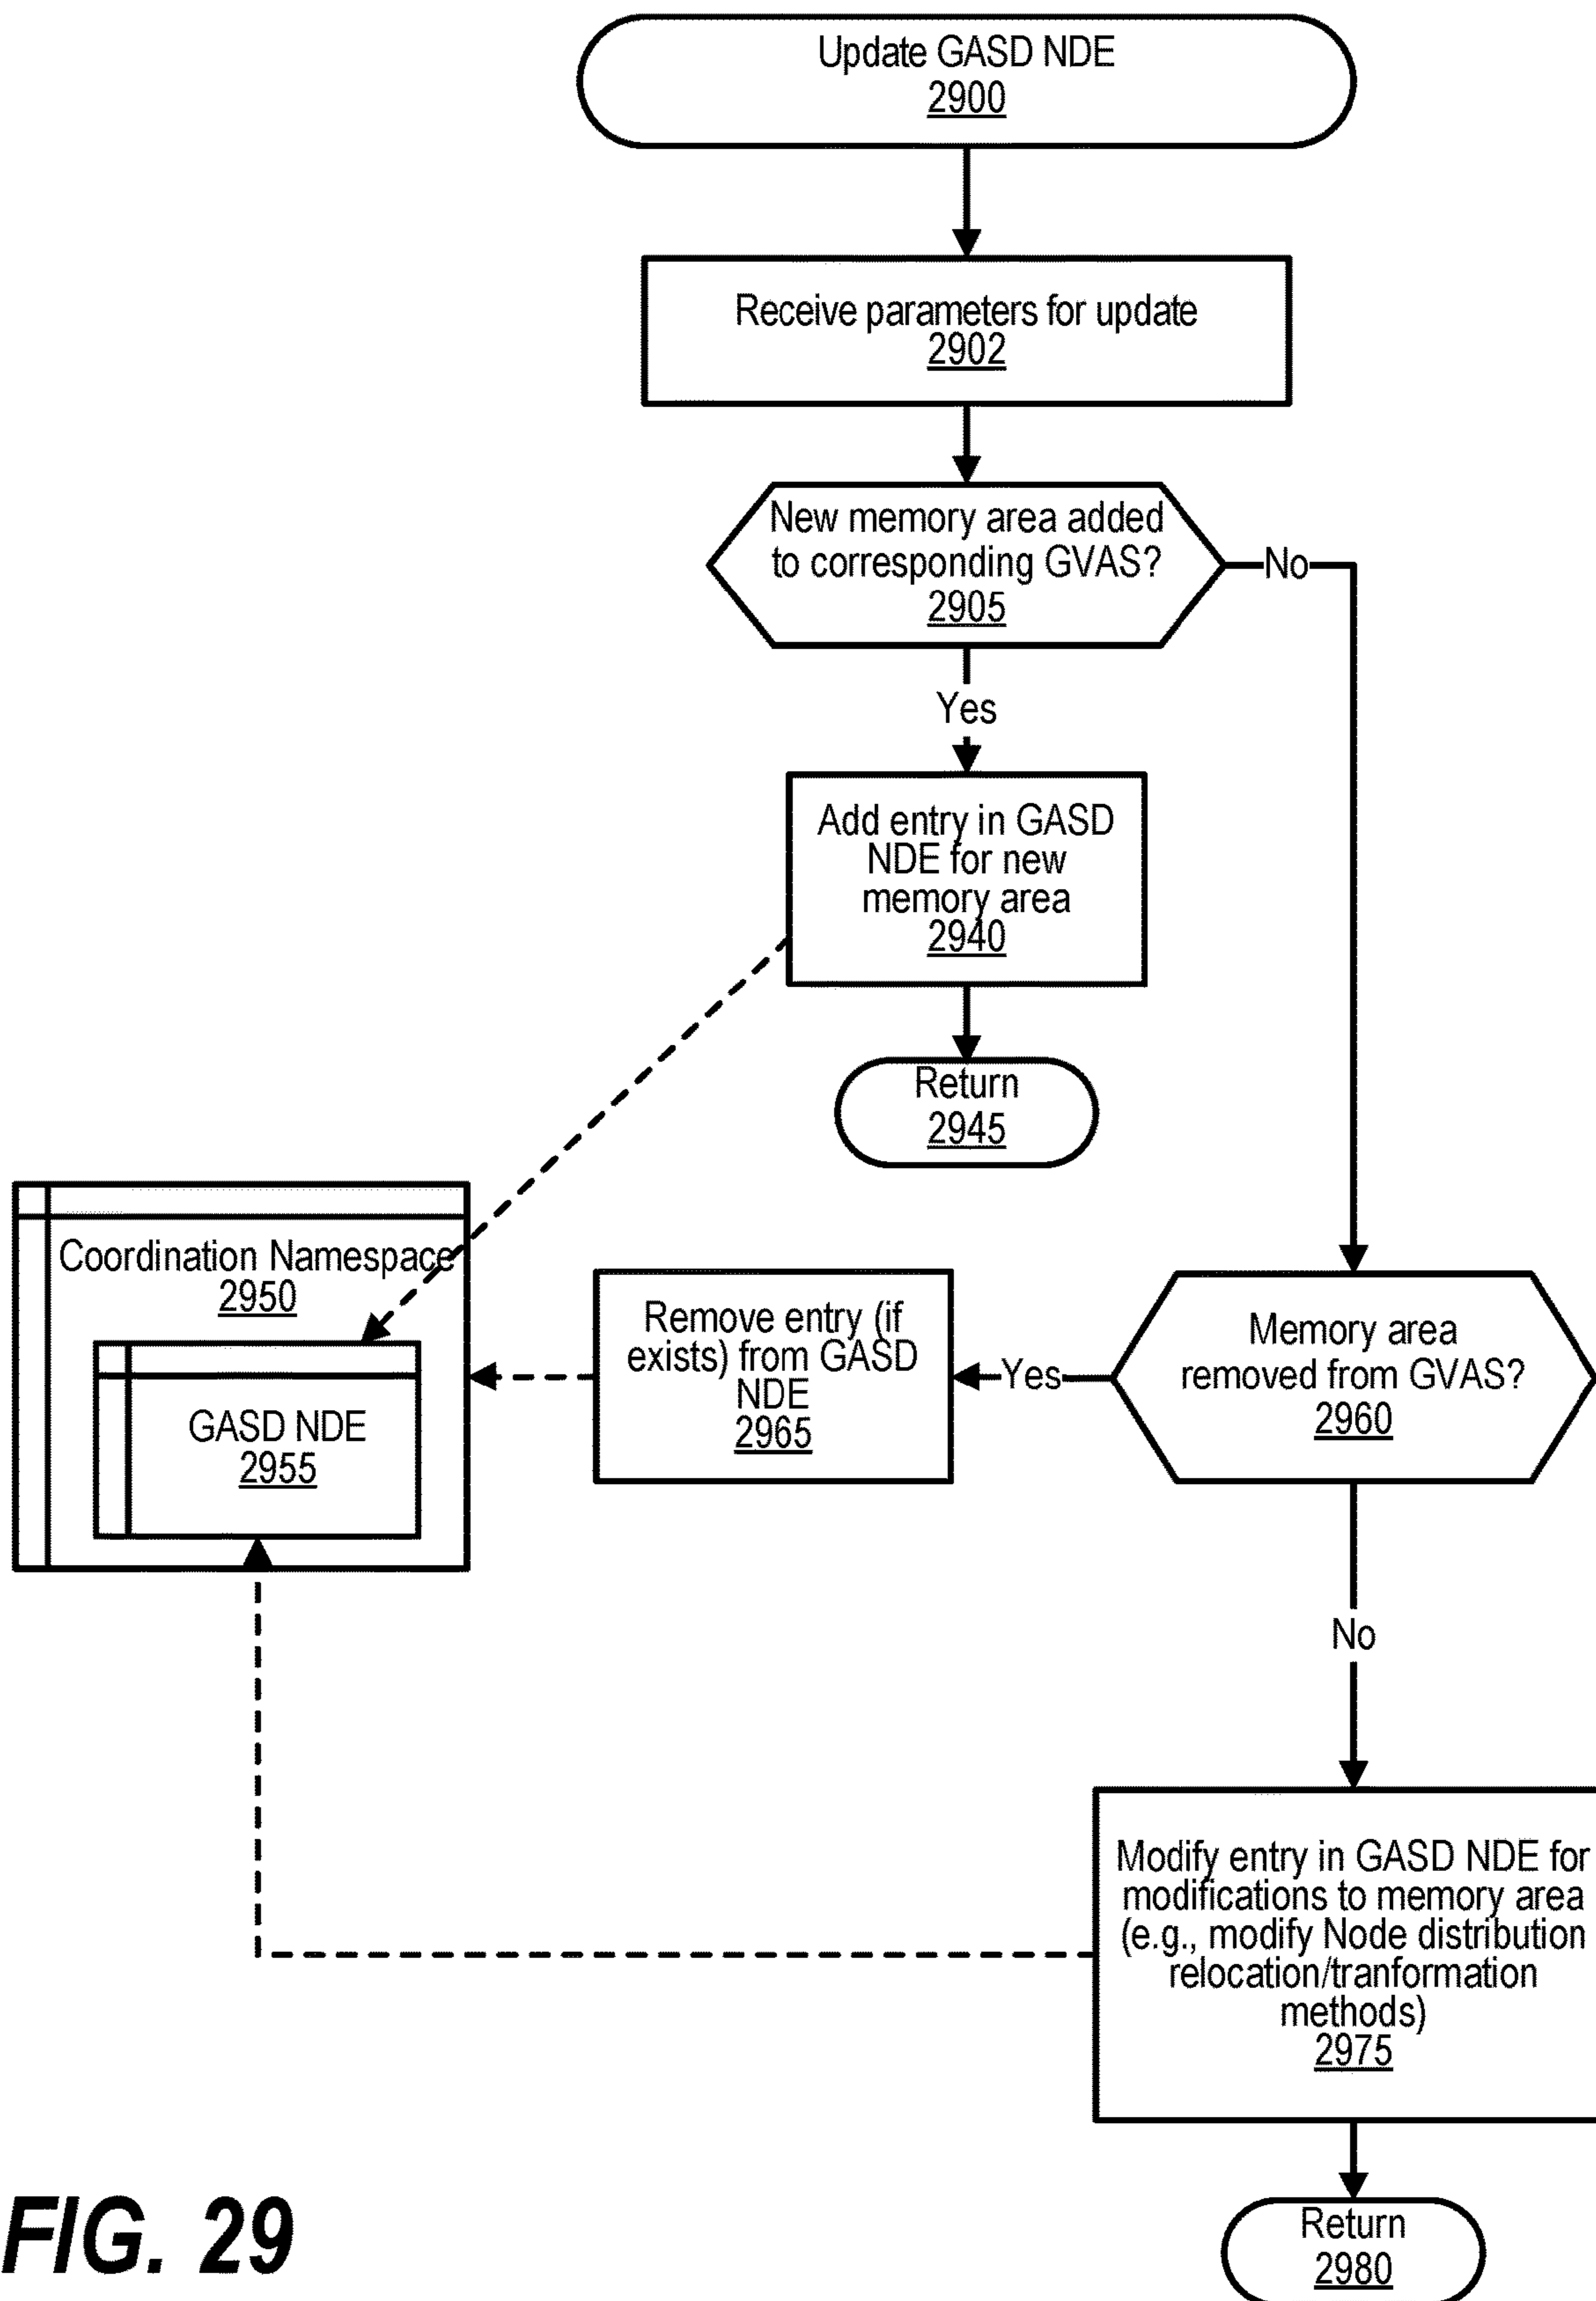 Update GASD NDE
2900
Receive parameters for update
2902
New memory area added
to corresponding GVAS?
2905
No
Yes
Add entry in GASD
NDE for new
memory area
2940
Return
2945
Coordination Namespace
2950
GASD NDE
2955
Remove entry (if
exists) from GASD
NDE
2965
Yes
Memory area
removed from GVAS?
2960
No
Modify entry in GASD NDE for
modifications to memory area
(e.g., modify Node distribution
relocation/tranformation
methods)
2975
Return
2980
FIG. 29